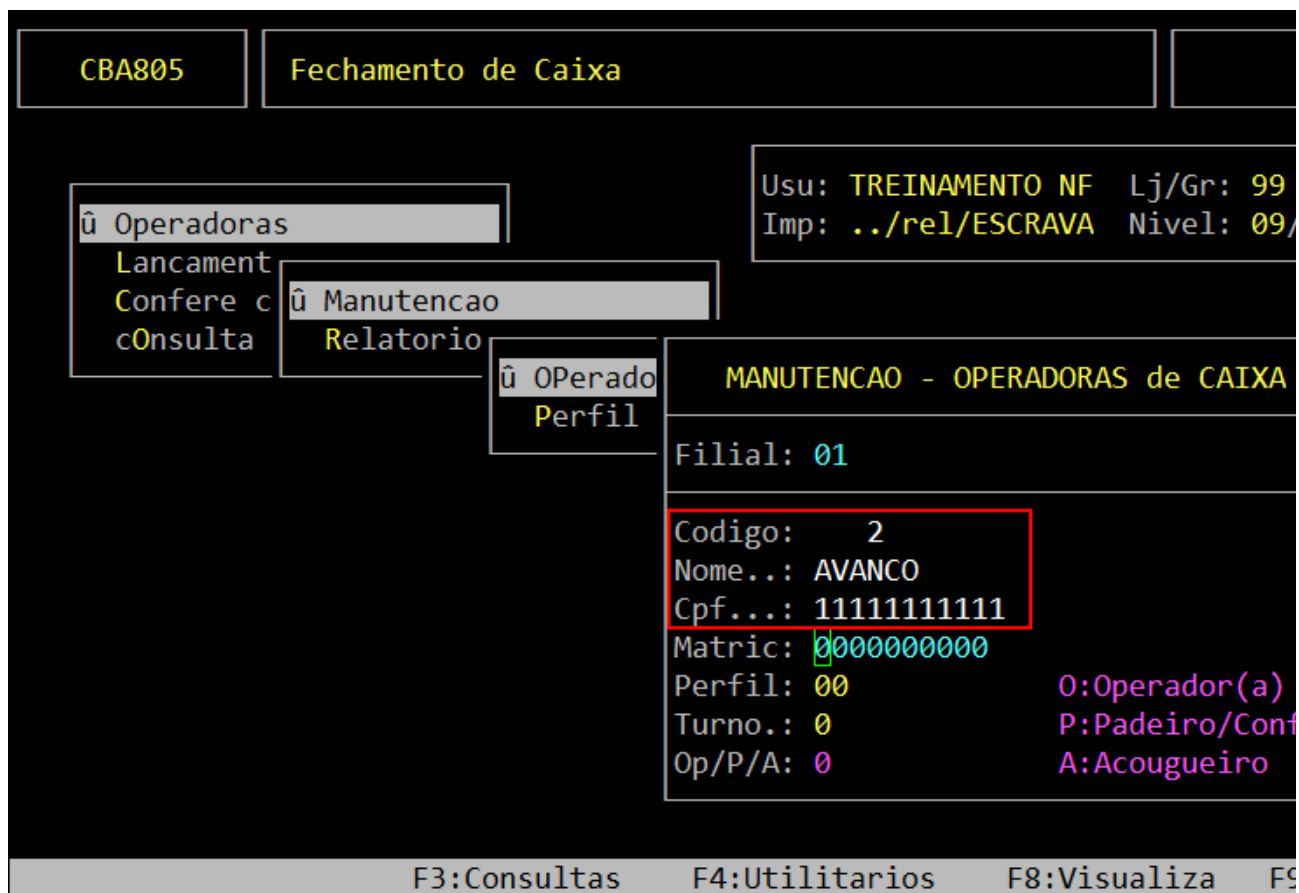 CBA805 Fechamento de Caixa
Usu: TREINAMENTO NF Lj/Gr: 99
Imp: ../rel/ESCRAVA Nivel: 09/
û Operadoras
Lancament
Confere c
cOnsulta
û Manutencao
Relatorio
û OPerado
Perfil
MANUTENCAO - OPERADORAS de CAIXA
Filial: 01
Codigo: 2
Nome..: AVANCO
Cpf...: 11111111111
Matric: 0000000000
Perfil: 00 O:Operador(a)
Turno.: 0 P:Padeiro/Conf
Op/P/A: 0 A:Acougueiro
F3:Consultas F4:Utilitarios F8:Visualiza F9